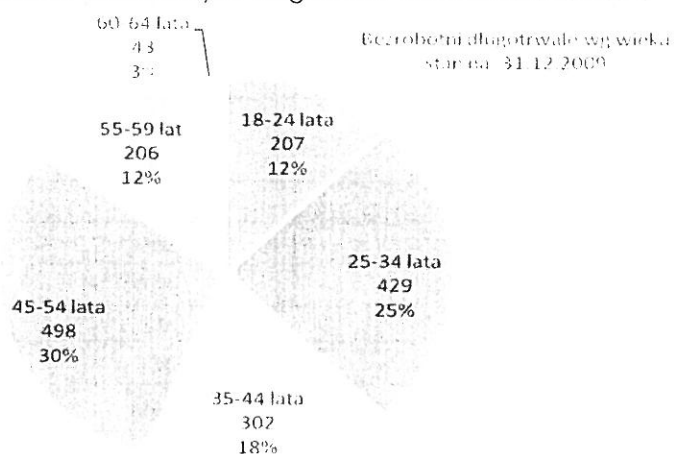 Bezrobotni długotrwale wg wieka
stan na 31.12.2009
60-64 lata
43
18-24 lata
207
12%
25-34 lata
429
25%
35-44 lata
302
18%
45-54 lata
498
30%
55-59 lat
206
12%